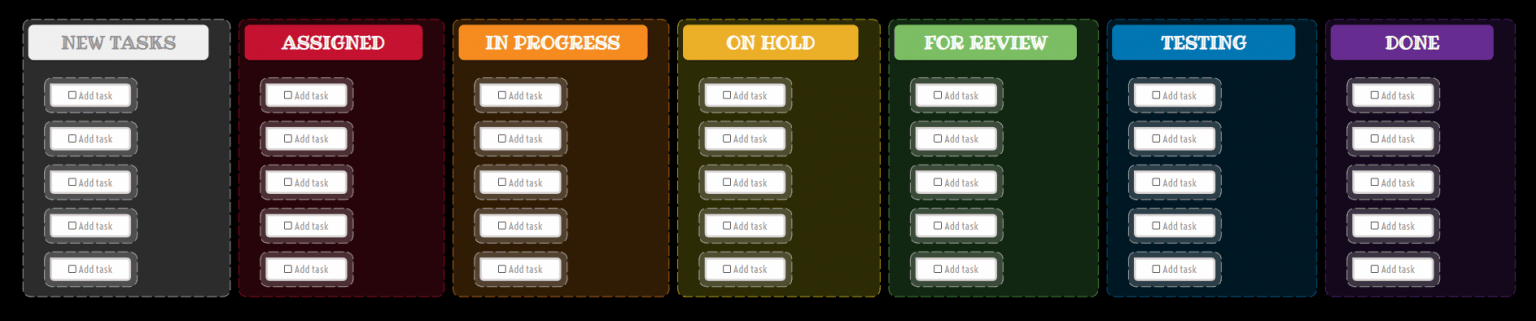 NEW TASKS
☐ Add task
☐ Add task
☐ Add task
☐ Add task
☐ Add task
ASSIGNED
☐ Add task
☐ Add task
☐ Add task
☐ Add task
☐ Add task
IN PROGRESS
☐ Add task
☐ Add task
☐ Add task
☐ Add task
☐ Add task
ON HOLD
☐ Add task
☐ Add task
☐ Add task
☐ Add task
☐ Add task
FOR REVIEW
☐ Add task
☐ Add task
☐ Add task
☐ Add task
☐ Add task
TESTING
☐ Add task
☐ Add task
☐ Add task
☐ Add task
☐ Add task
DONE
☐ Add task
☐ Add task
☐ Add task
☐ Add task
☐ Add task